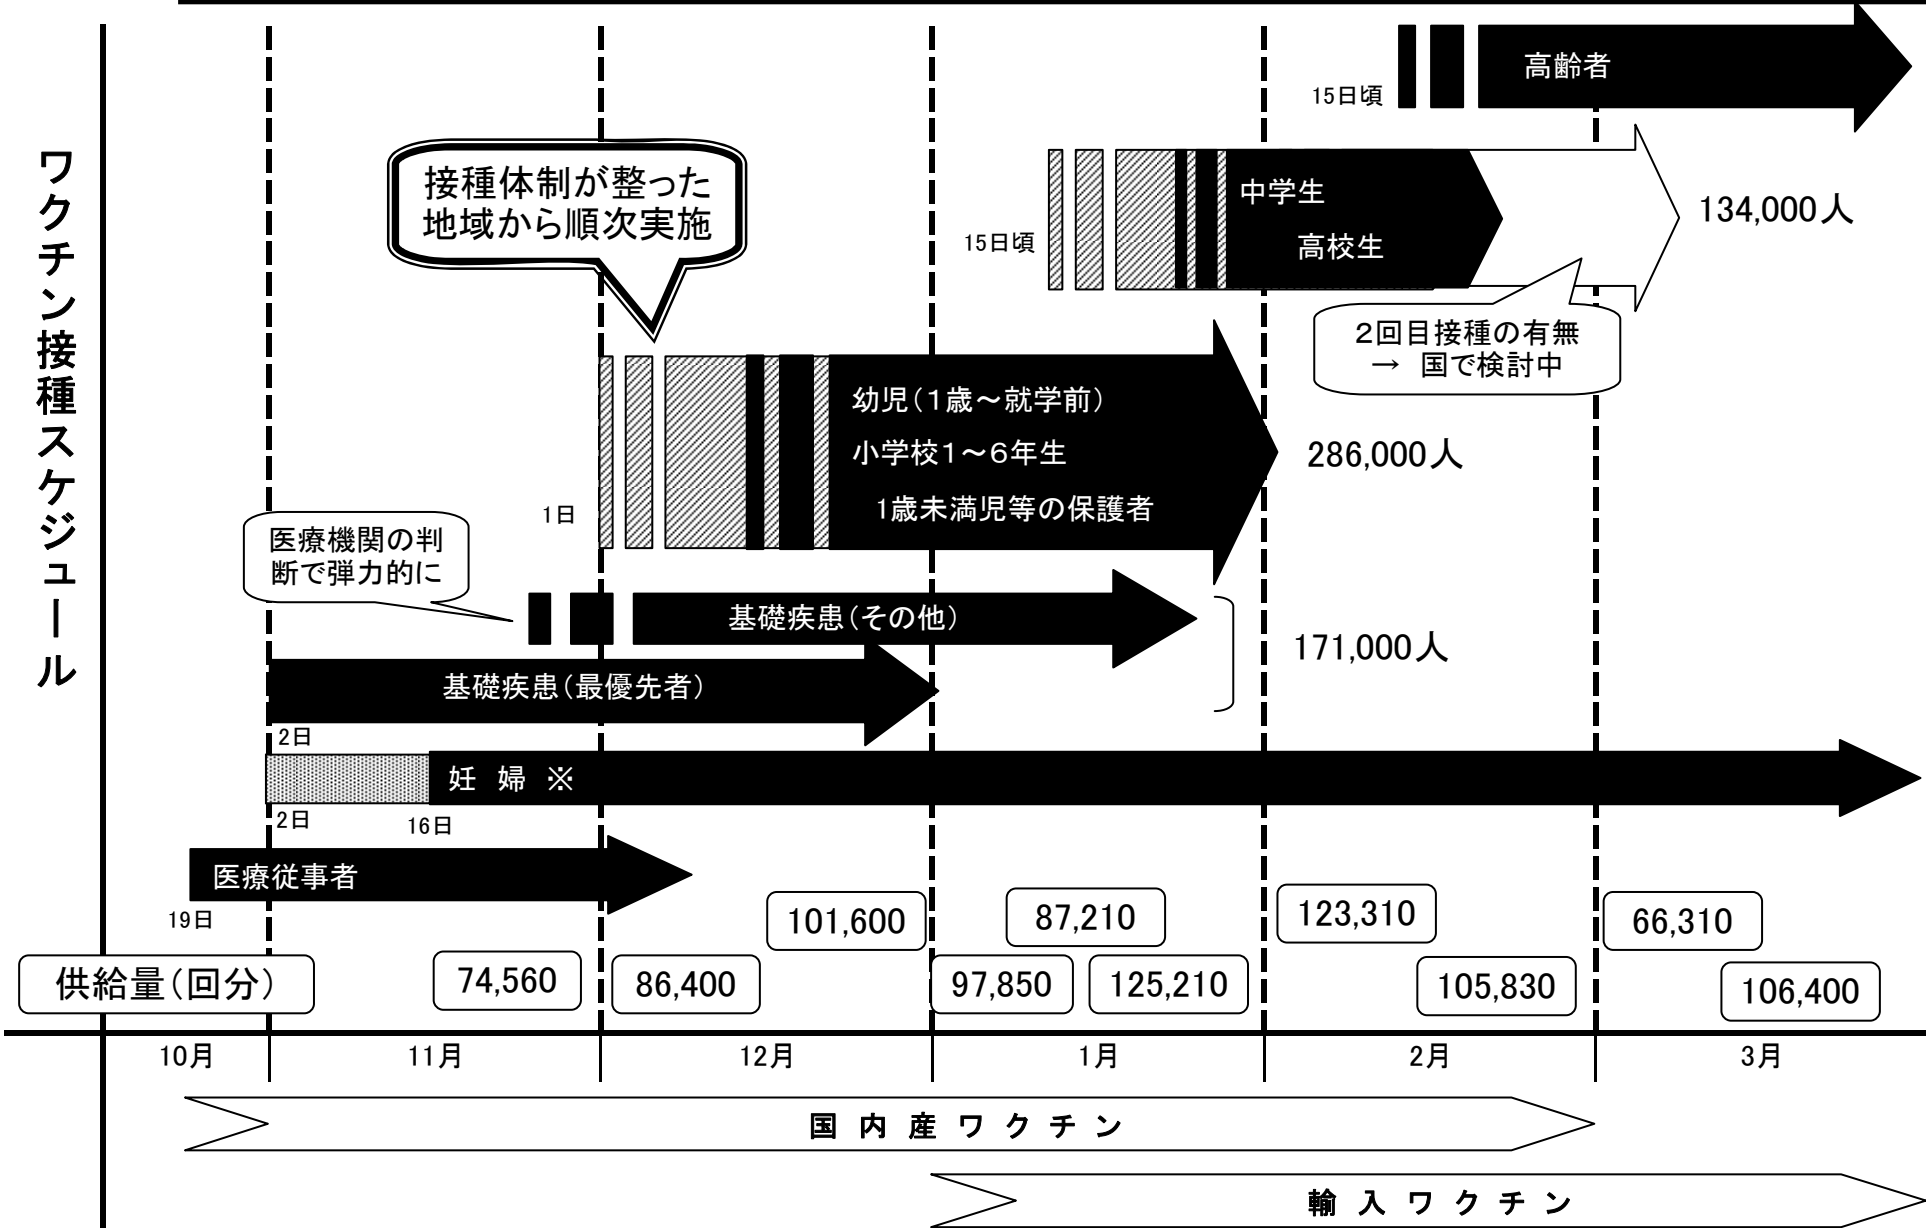 ワクチン接種スケジュール
高齢者
15日頃
接種体制が整った
地域から順次実施
中学生
高校生
15日頃
134,000人
2回目接種の有無
→ 国で検討中
幼児(1歳~就学前)
小学校1~6年生
1歳未満児等の保護者
1日
286,000人
医療機関の判
断で弾力的に
基礎疾患(その他)
171,000人
基礎疾患(最優先者)
2日
妊 婦 ※
2日
16日
医療従事者
19日
供給量(回分)
74,560
86,400
101,600
97,850
87,210
125,210
123,310
105,830
66,310
106,400
10月
11月
12月
1月
2月
3月
国 内 産 ワ ク チ ン
輸 入 ワ ク チ ン